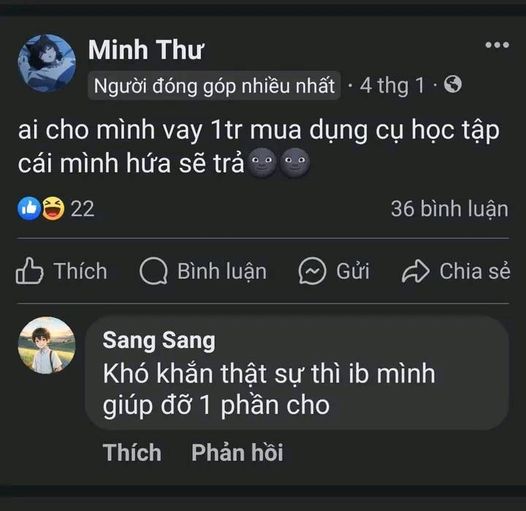 Minh Thư
Người đóng góp nhiều nhất · 4 thg 1 ·
ai cho mình vay 1tr mua dụng cụ học tập
cái mình hứa sẽ trả🌚🌚
22
36 bình luận
Thích
Bình luận
Gửi
Chia sẻ
Sang Sang
Khó khăn thật sự thì ib mình
giúp đỡ 1 phần cho
Thích
Phản hồi